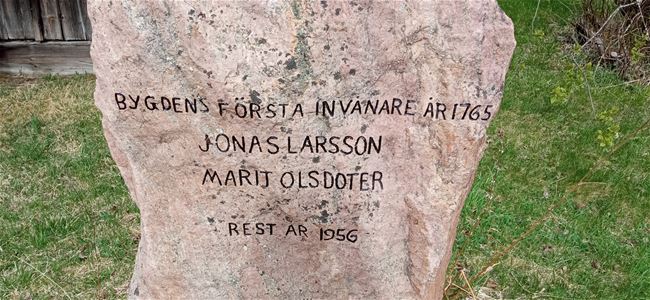 BYGDENS FÖRSTA INVÅNARE ÅR 1765
JONAS LARSSON
MARIT OLSDOTER
REST ÅR 1956